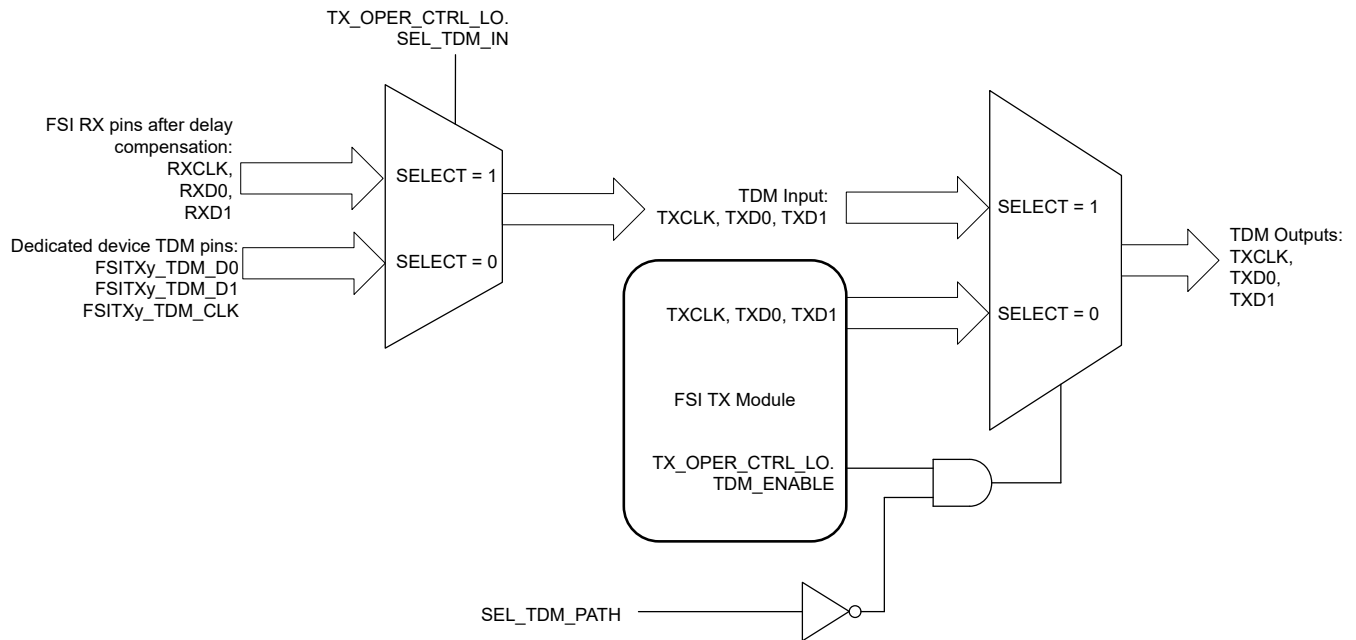 TX_OPER_CTRL_LO.
SEL_TDM_IN
FSI RX pins after delay
compensation:
RXCLK,
RXD0,
RXD1
SELECT = 1
Dedicated device TDM pins:
FSITXy_TDM_D0
FSITXy_TDM_D1
FSITXy_TDM_CLK
SELECT = 0
TDM Input:
TXCLK, TXD0, TXD1
SELECT = 1
TXCLK, TXD0, TXD1
SELECT = 0
TDM Outputs:
TXCLK,
TXD0,
TXD1
FSI TX Module
TX_OPER_CTRL_LO.
TDM_ENABLE
SEL_TDM_PATH